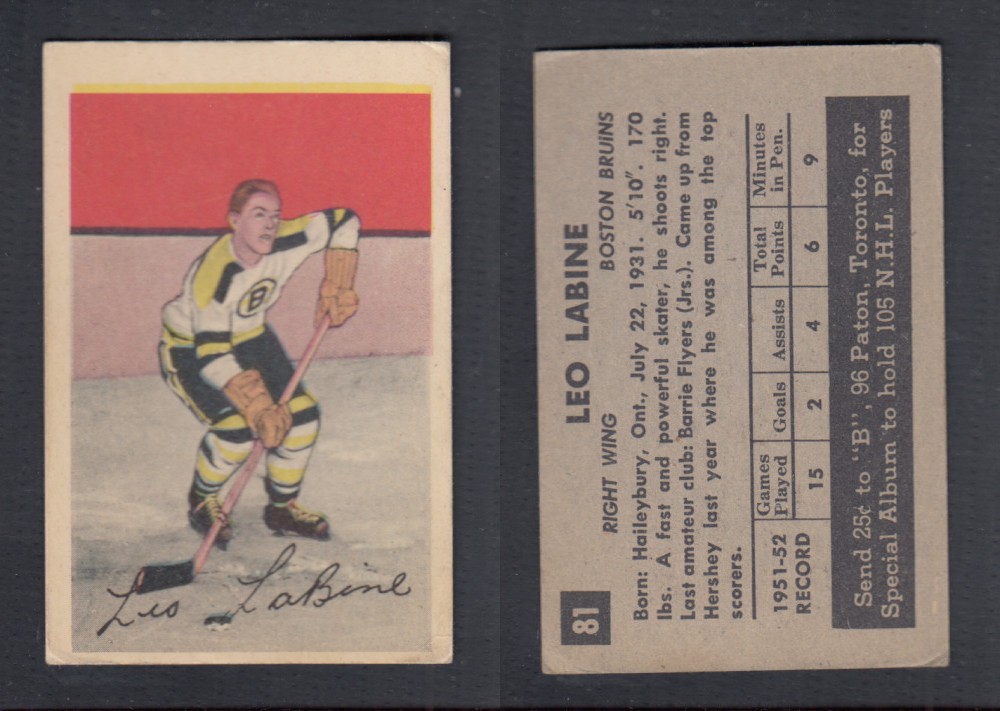 B
Leo LaBine
81
LEO LABINE
RIGHT WING BOSTON BRUINS
Born: Haileybury, Ont., July 22, 1931. 5'10". 170
lbs. A fast and powerful skater; he shoots right.
Last amateur club: Barrie Flyers (Jrs.). Came up from
Hershey last year where he was among the top
scorers.
1951-52 RECORD
Games Played Goals Assists Total Points Minutes in Pen.
15 2 4 6 9
Send 25¢ to "B", 96 Paton, Toronto, for
Special Album to hold 105 N.H.L. Players